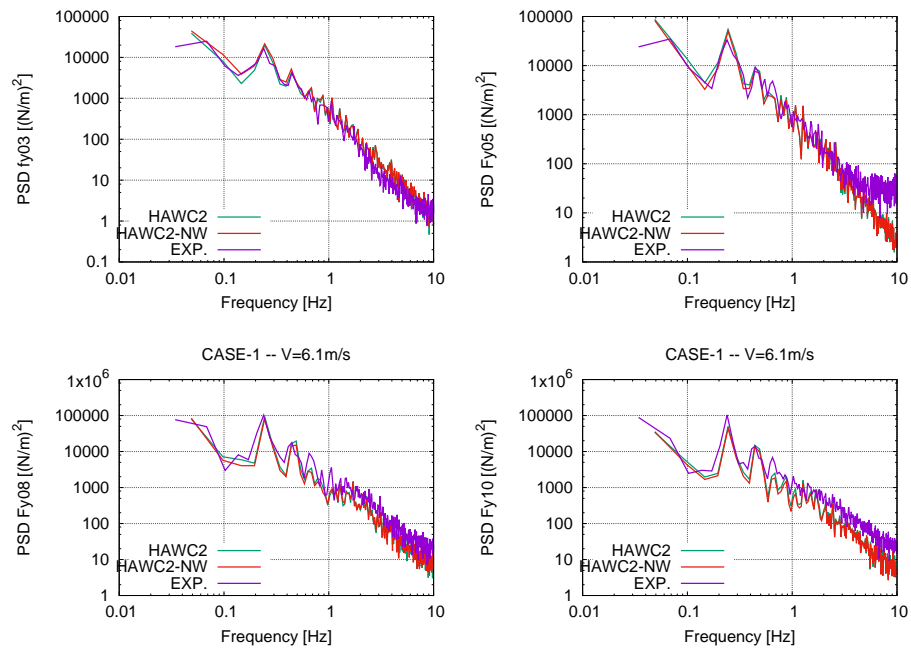 100000
10000
1000
100
10
1
0.1
0.01
0.1
1
10
PSD fy03 [(N/m)²]
Frequency [Hz]
HAWC2
HAWC2-NW
EXP.
100000
10000
1000
100
10
1
0.01
0.1
1
10
PSD Fy05 [(N/m)²]
Frequency [Hz]
HAWC2
HAWC2-NW
EXP.
CASE-1 -- V=6.1m/s
1x10⁶
100000
10000
1000
100
10
1
0.01
0.1
1
10
PSD Fy08 [(N/m)²]
Frequency [Hz]
HAWC2
HAWC2-NW
EXP.
CASE-1 -- V=6.1m/s
1x10⁶
100000
10000
1000
100
10
1
0.01
0.1
1
10
PSD Fy10 [(N/m)²]
Frequency [Hz]
HAWC2
HAWC2-NW
EXP.